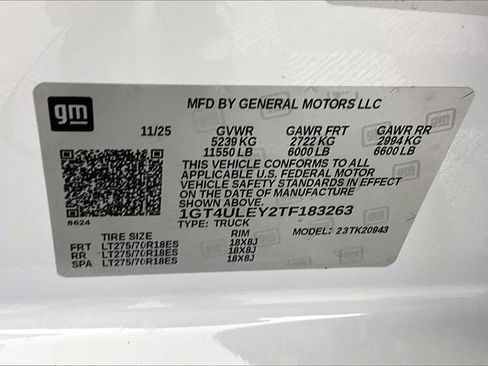 gm
MFD BY GENERAL MOTORS LLC
11/25 GVWR GAWR FRT GAWR RR
5239 KG 2722 KG 2994 KG
11550 LB 6000 LB 6600 LB
THIS VEHICLE CONFORMS TO ALL
APPLICABLE U.S. FEDERAL MOTOR
VEHICLE SAFETY STANDARDS IN
EFFECT ON THE DATE OF MANUFACTURE
SHOWN ABOVE.
1GT4ULEY2TF183263
8624 TYPE: TRUCK MODEL: 23TK20943
TIRE SIZE RIM
FRT LT275/70R18ES 18X8J
RR LT275/70R18ES 18X8J
SPA LT275/70R18ES 18X8J